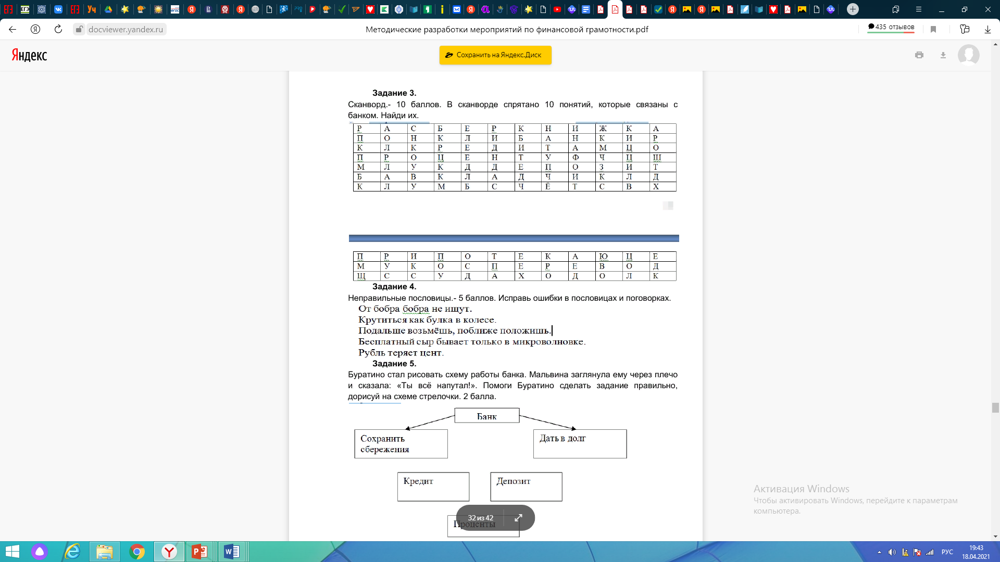 docviewer.yandex.ru
Методические разработки мероприятий по финансовой грамотности.pdf
435 отзывов
Яндекс
Сохранить на Яндекс.Диск
Задание 3.
Сканворд.- 10 баллов. В сканворде спрятано 10 понятий, которые связаны с
банком. Найди их.
Р А С Б Е Р К Н И Ж К А
П О Н К Л И Б А Н К И Р
К Л К Р Е Д И Т А М Ц О
П Р О Ц Е Н Т У Ф Ч Ц Ш
М Л У К Д Д Е П О З И Т
Б А В К Л А Д Ч И К Л Д
К Л У М Б С Ч Ё Т С В Х
П Р И П О Т Е К А Ю Ц Е
М У К О С П Е Р Е В О Д
Щ С С У Д А Х О Д О Л К
Задание 4.
Неправильные пословицы.- 5 баллов. Исправь ошибки в пословицах и поговорках.
От бобра бобра не ищут.
Крутиться как булка в колесе.
Подальше возьмёшь, поближе положишь.
Бесплатный сыр бывает только в микроволновке.
Рубль теряет цент.
Задание 5.
Буратино стал рисовать схему работы банка. Мальвина заглянула ему через плечо
и сказала: «Ты всё напутал!». Помоги Буратино сделать задание правильно,
дорисуй на схеме стрелочки. 2 балла.
Банк
Сохранить
сбережения
Дать в долг
Кредит
Депозит
Проценты
32 из 42
Активация Windows
Чтобы активировать Windows, перейдите к параметрам
компьютера.
РУС
19:43
18.04.2021